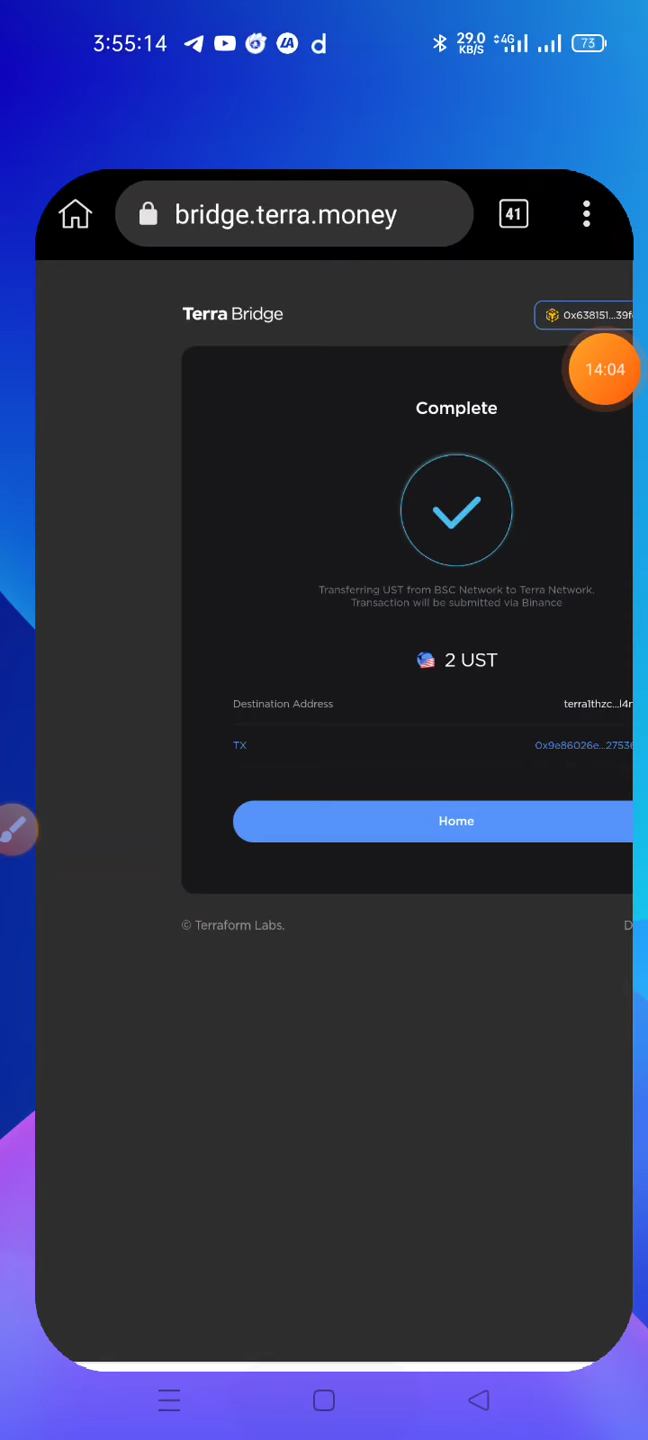 3:55:14
29.0
KB/S
4G
73
bridge.terra.money
41
Terra Bridge
0x638151...39f
14:04
Complete
Transferring UST from BSC Network to Terra Network.
Transaction will be submitted via Binance
2 UST
Destination Address
terra1thzc...l4r
TX
0x9e86026e...27536
Home
© Terraform Labs.
D